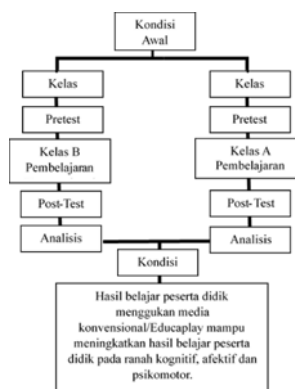 Kondisi
Awal
Kelas
Kelas
Pretest
Pretest
Kelas B
Pembelajaran
Kelas A
Pembelajaran
Post-Test
Post-Test
Analisis
Analisis
Kondisi
Hasil belajar peserta didik
menggukan media
konvensional/Educaplay mampu
meningkatkan hasil belajar peserta
didik pada ranah kognitif, afektif dan
psikomotor.